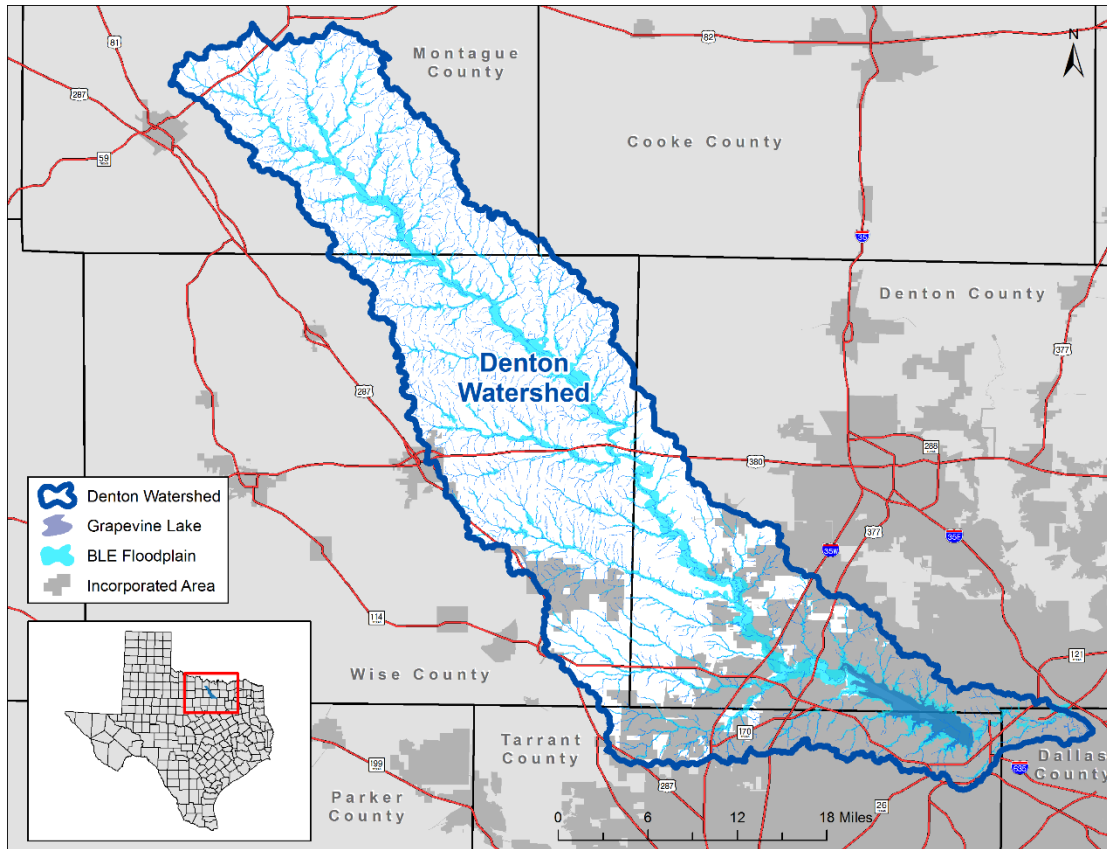 81
82
N
Montague
County
287
Cooke County
59
35
Denton County
377
Denton
Watershed
287
288
380
377
35W
35E
Denton Watershed
Grapevine Lake
BLE Floodplain
Incorporated Area
114
121
Wise County
170
Tarrant
County
Dallas
County
635
199
287
Parker
County
26
0 6 12 18 Miles